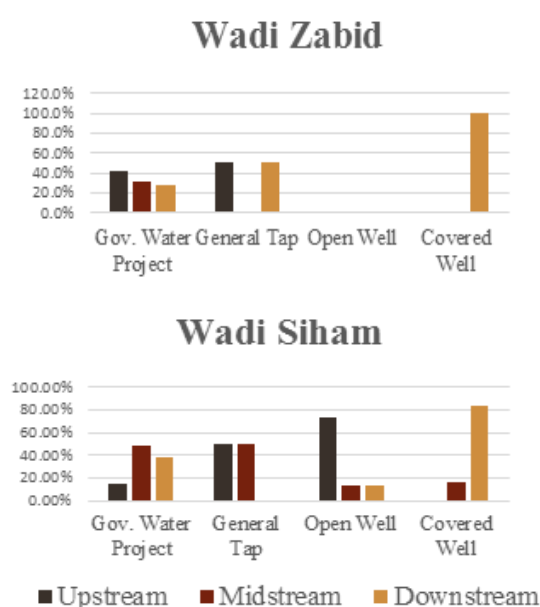 Wadi Zabid
120.0%
100.0%
80.0%
60.0%
40.0%
20.0%
0.0%
Gov. Water General Tap Open Well Covered
Project Well
Wadi Siham
100.00%
80.00%
60.00%
40.00%
20.00%
0.00%
Gov. Water General Open Well Covered
Project Tap Well
Upstream Midstream Downstream